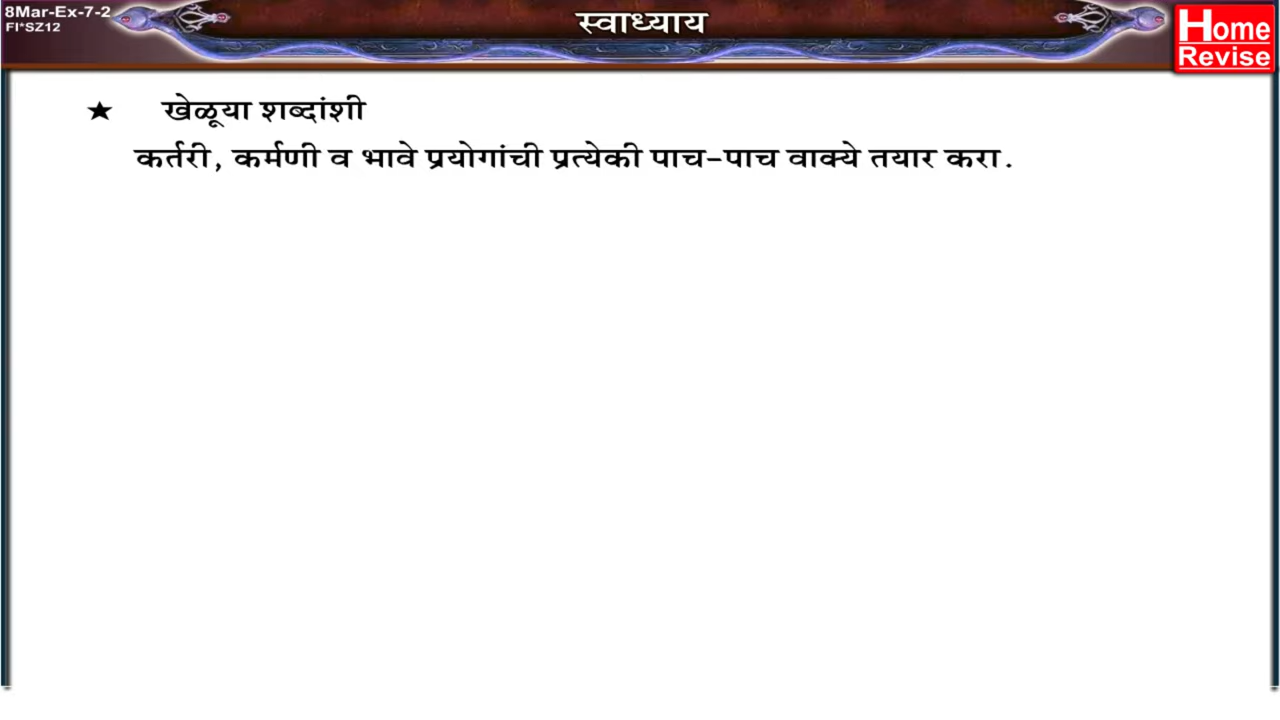 8Mar-Ex-7-2
FI*SZ12
स्वाध्याय
Home
Revise
★ खेळूया शब्दांशी
कर्तरी, कर्मणी व भावे प्रयोगांची प्रत्येकी पाच-पाच वाक्ये तयार करा.